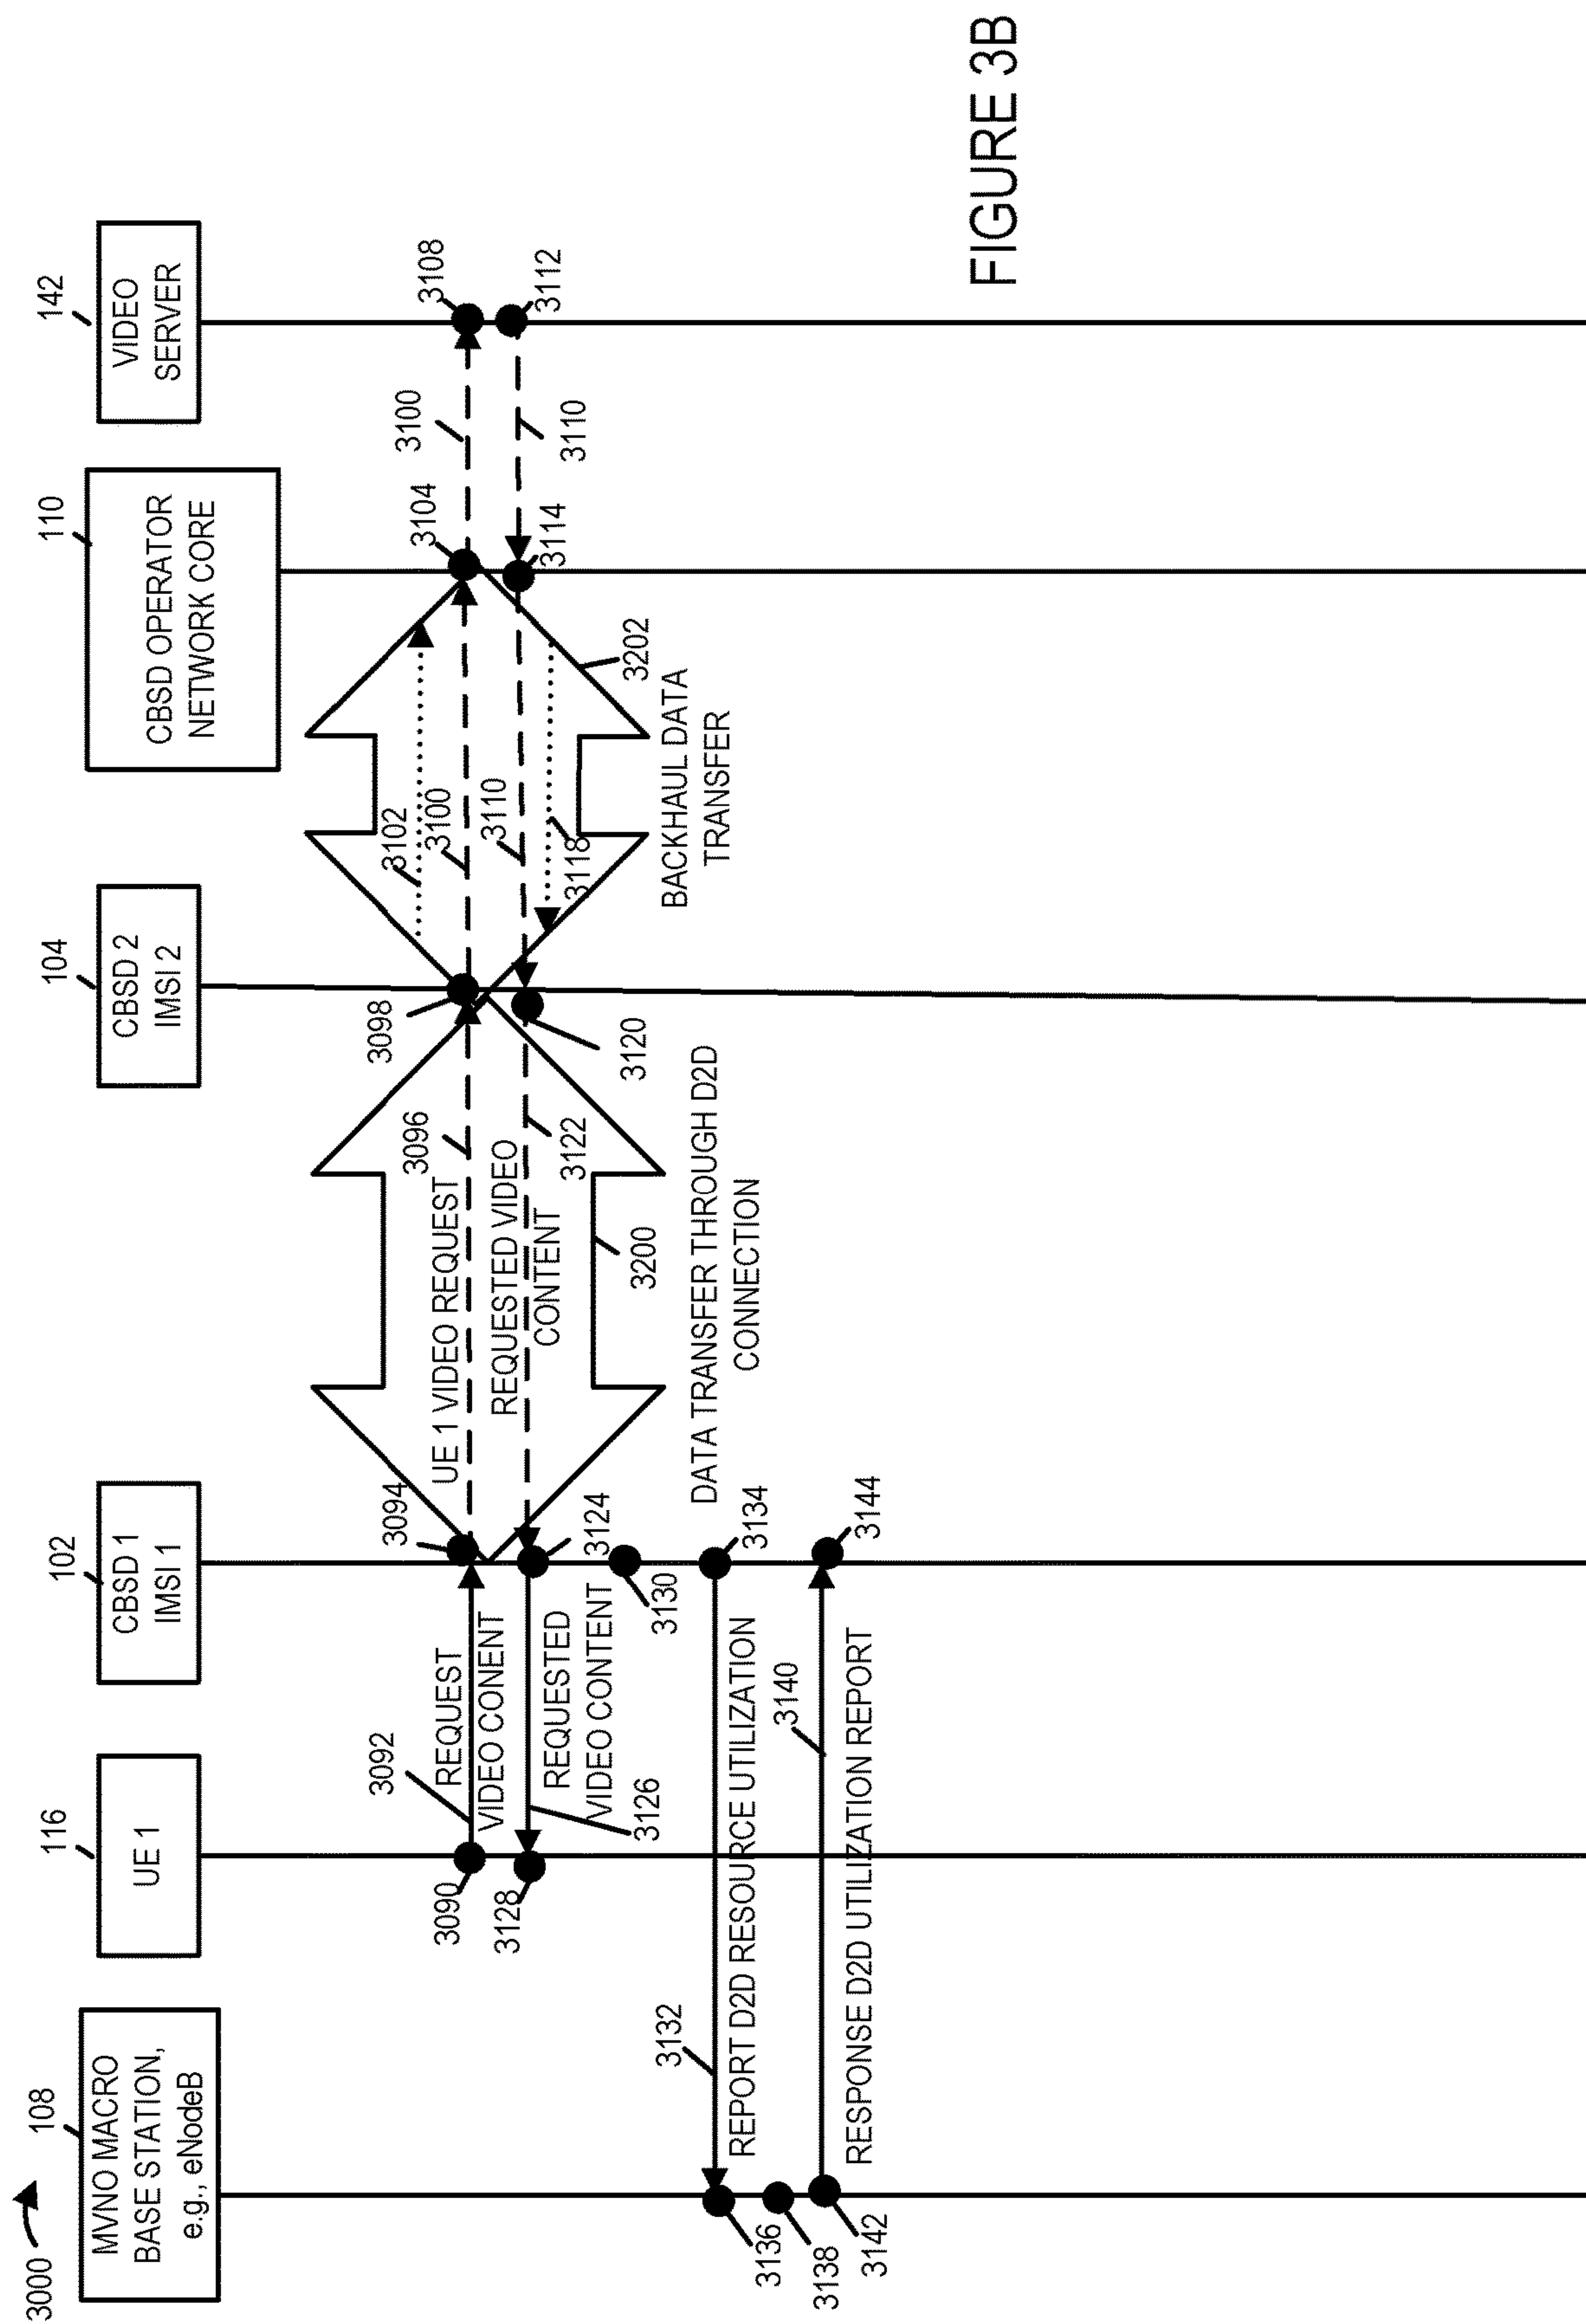 3000
108
MVNO MACRO
BASE STATION,
e.g., eNodeB
116
UE 1
102
CBSD 1
IMSI 1
104
CBSD 2
IMSI 2
110
CBSD OPERATOR
NETWORK CORE
142
VIDEO
SERVER
3090
3092
REQUEST
VIDEO CONENT
3094
UE 1 VIDEO REQUEST
3096
3098
3102
3100
3104
3100
3108
3128
3126
REQUESTED
VIDEO CONTENT
3124
REQUESTED VIDEO
CONTENT
3122
3120
3110
3118
3114
3110
3112
3130
3200
DATA TRANSFER THROUGH D2D
CONNECTION
3202
BACKHAUL DATA
TRANSFER
3132
3134
REPORT D2D RESOURCE UTILIZATION
3136
3138
3142
3140
3144
RESPONSE D2D UTILIZATION REPORT
FIGURE 3B